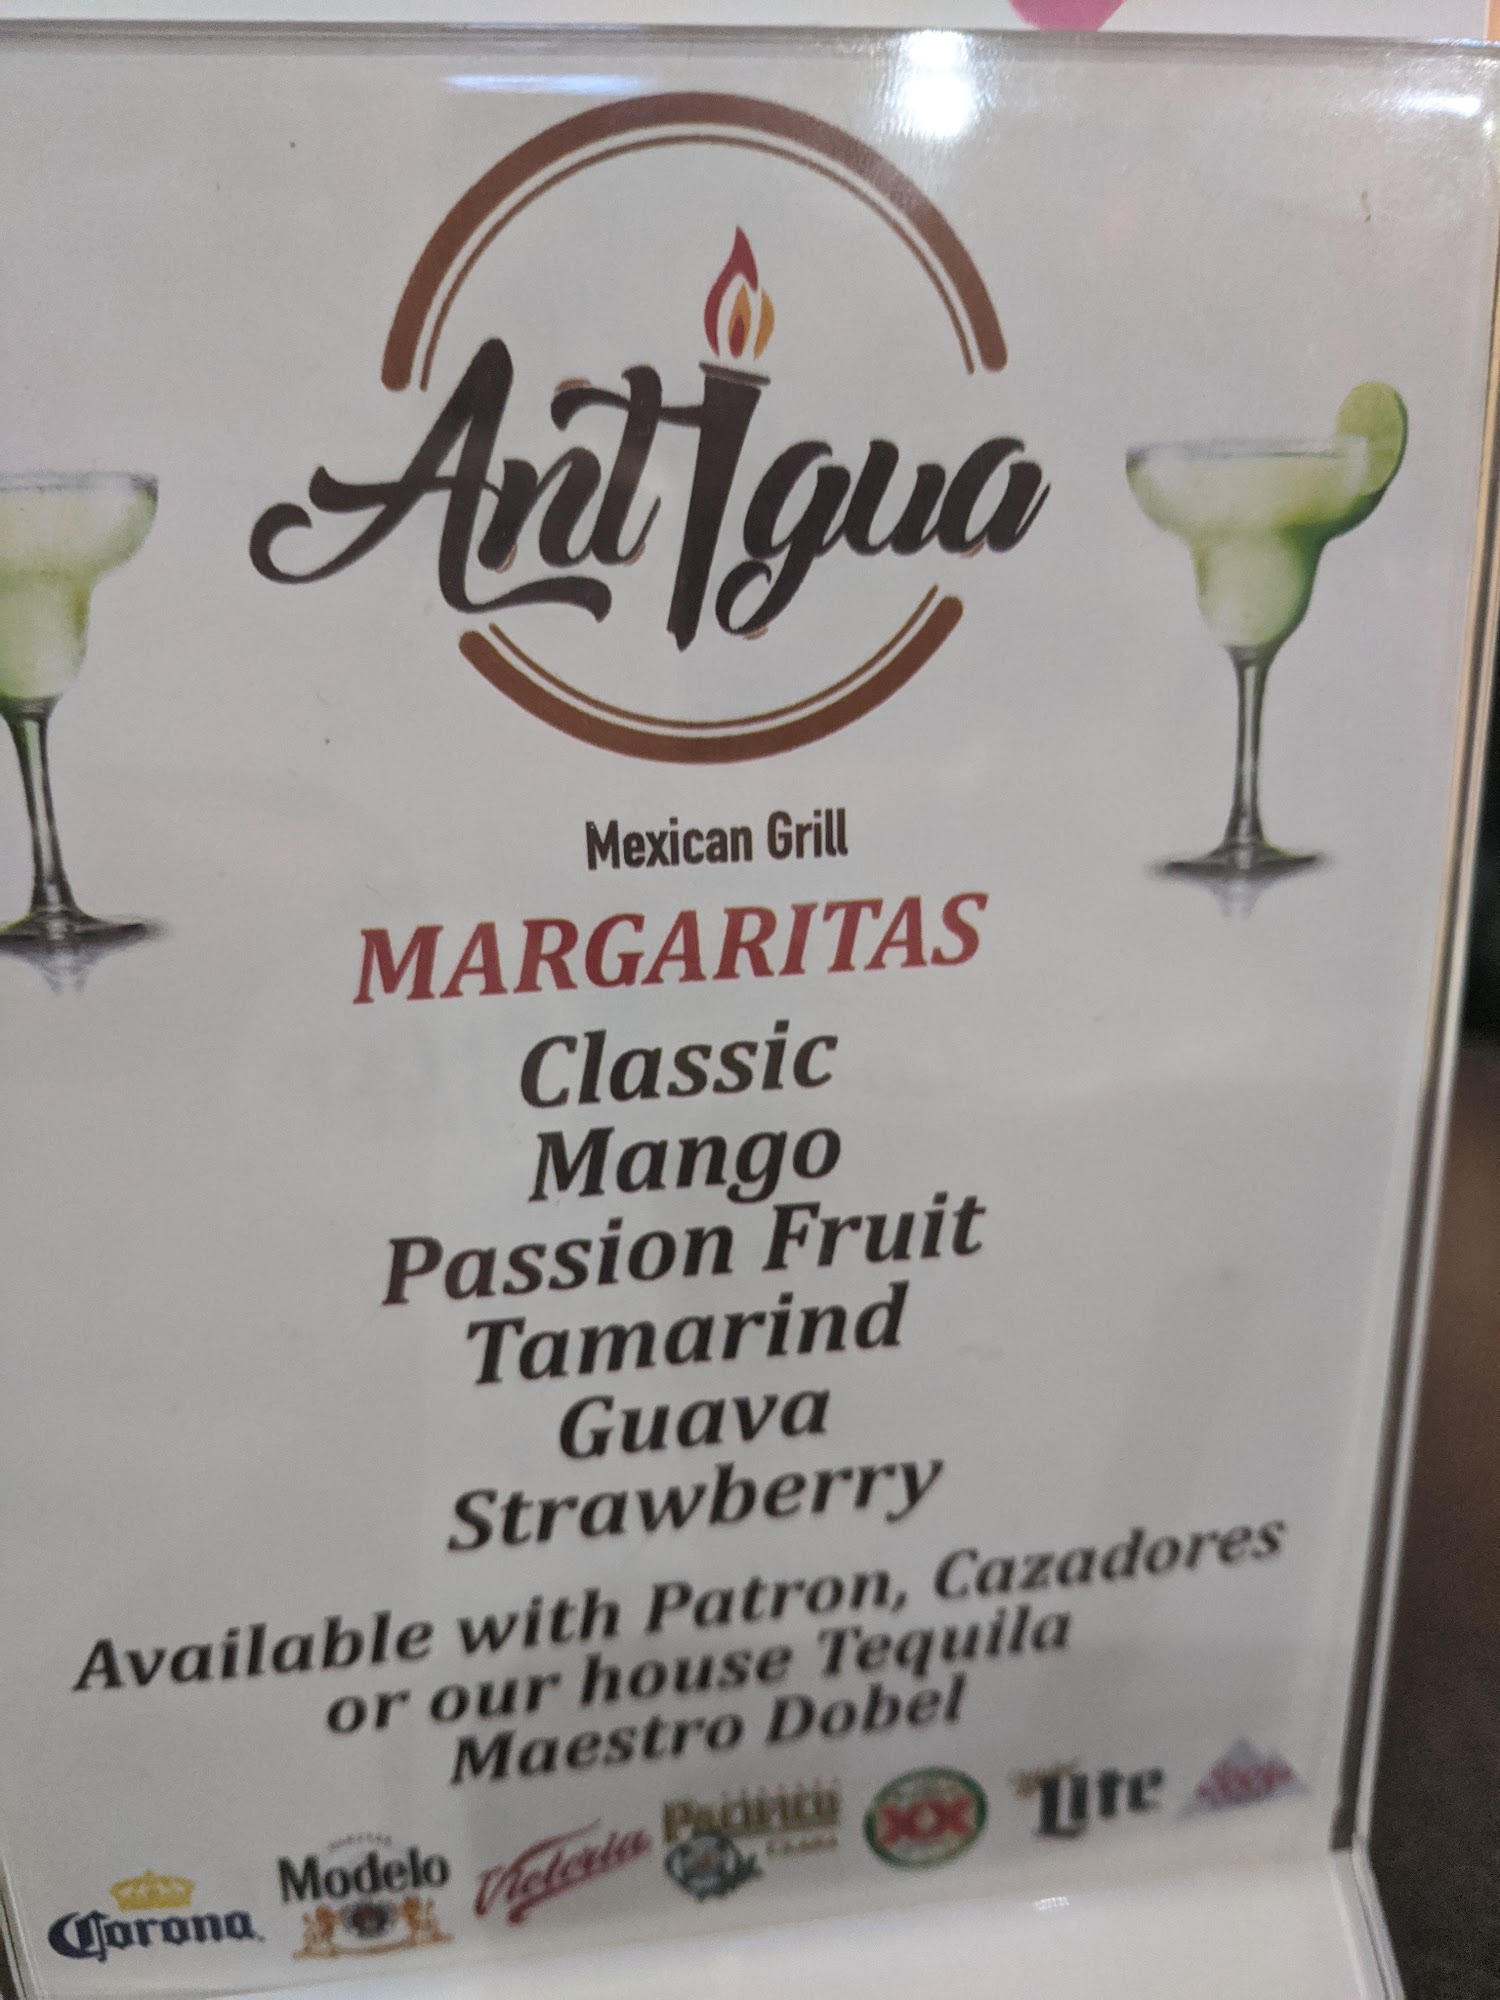 AntIgua
Mexican Grill
MARGARITAS
Classic
Mango
Passion Fruit
Tamarind
Guava
Strawberry
Available with Patron, Cazadores
or our house Tequila
Maestro Dobel
Corona Modelo Victoria Pacifico XX Lite